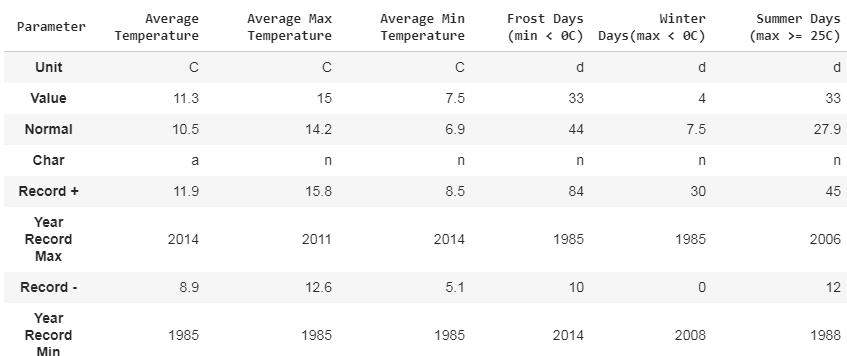 Parameter Average Temperature Average Max Temperature Average Min Temperature Frost Days (min < 0C) Winter Days(max < 0C) Summer Days (max >= 25C)
Unit C C C d d d
Value 11.3 15 7.5 33 4 33
Normal 10.5 14.2 6.9 44 7.5 27.9
Char a n n n n n
Record + 11.9 15.8 8.5 84 30 45
Year Record Max 2014 2011 2014 1985 1985 2006
Record - 8.9 12.6 5.1 10 0 12
Year Record Min 1985 1985 1985 2014 2008 1988